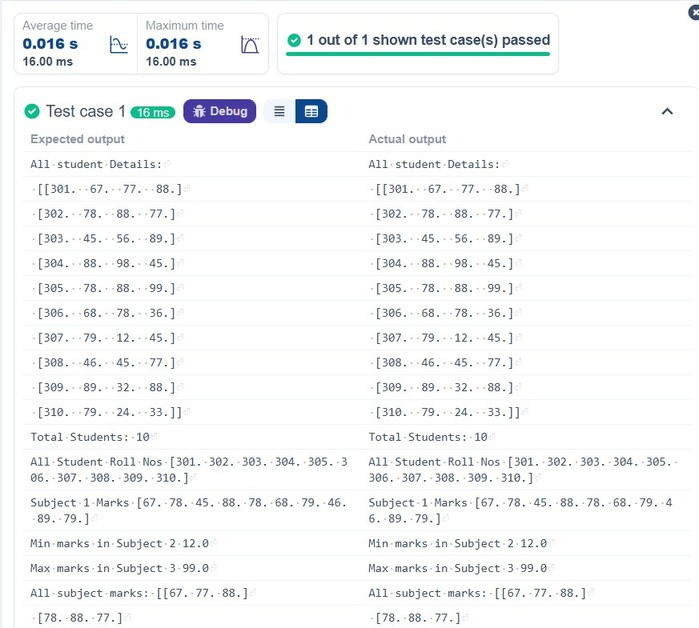 Average time
Maximum time
0.016 s
0.016 s
16.00 ms
16.00 ms
1 out of 1 shown test case(s) passed
Test case 1
16 ms
Debug
Expected output
Actual output
All·student·Details:
All·student·Details:
·[[301.··67.··77.··88.]
·[[301.··67.··77.··88.]
·[302.··78.··88.··77.]
·[302.··78.··88.··77.]
·[303.··45.··56.··89.]
·[303.··45.··56.··89.]
·[304.··88.··98.··45.]
·[304.··88.··98.··45.]
·[305.··78.··88.··99.]
·[305.··78.··88.··99.]
·[306.··68.··78.··36.]
·[306.··68.··78.··36.]
·[307.··79.··12.··45.]
·[307.··79.··12.··45.]
·[308.··46.··45.··77.]
·[308.··46.··45.··77.]
·[309.··89.··32.··88.]
·[309.··89.··32.··88.]
·[310.··79.··24.··33.]]
·[310.··79.··24.··33.]]
Total·Students:·10
Total·Students:·10
All·Student·Roll·Nos·[301.·302.·303.·304.·305.·3
06.·307.·308.·309.·310.]
All·Student·Roll·Nos·[301.·302.·303.·304.·305.·
306.·307.·308.·309.·310.]
Subject·1·Marks·[67.·78.·45.·88.·78.·68.·79.·46.
·89.·79.]
Subject·1·Marks·[67.·78.·45.·88.·78.·68.·79.·4
6.·89.·79.]
Min·marks·in·Subject·2·12.0
Min·marks·in·Subject·2·12.0
Max·marks·in·Subject·3·99.0
Max·marks·in·Subject·3·99.0
All·subject·marks:·[[67.·77.·88.]
All·subject·marks:·[[67.·77.·88.]
·[78.·88.·77.]
·[78.·88.·77.]